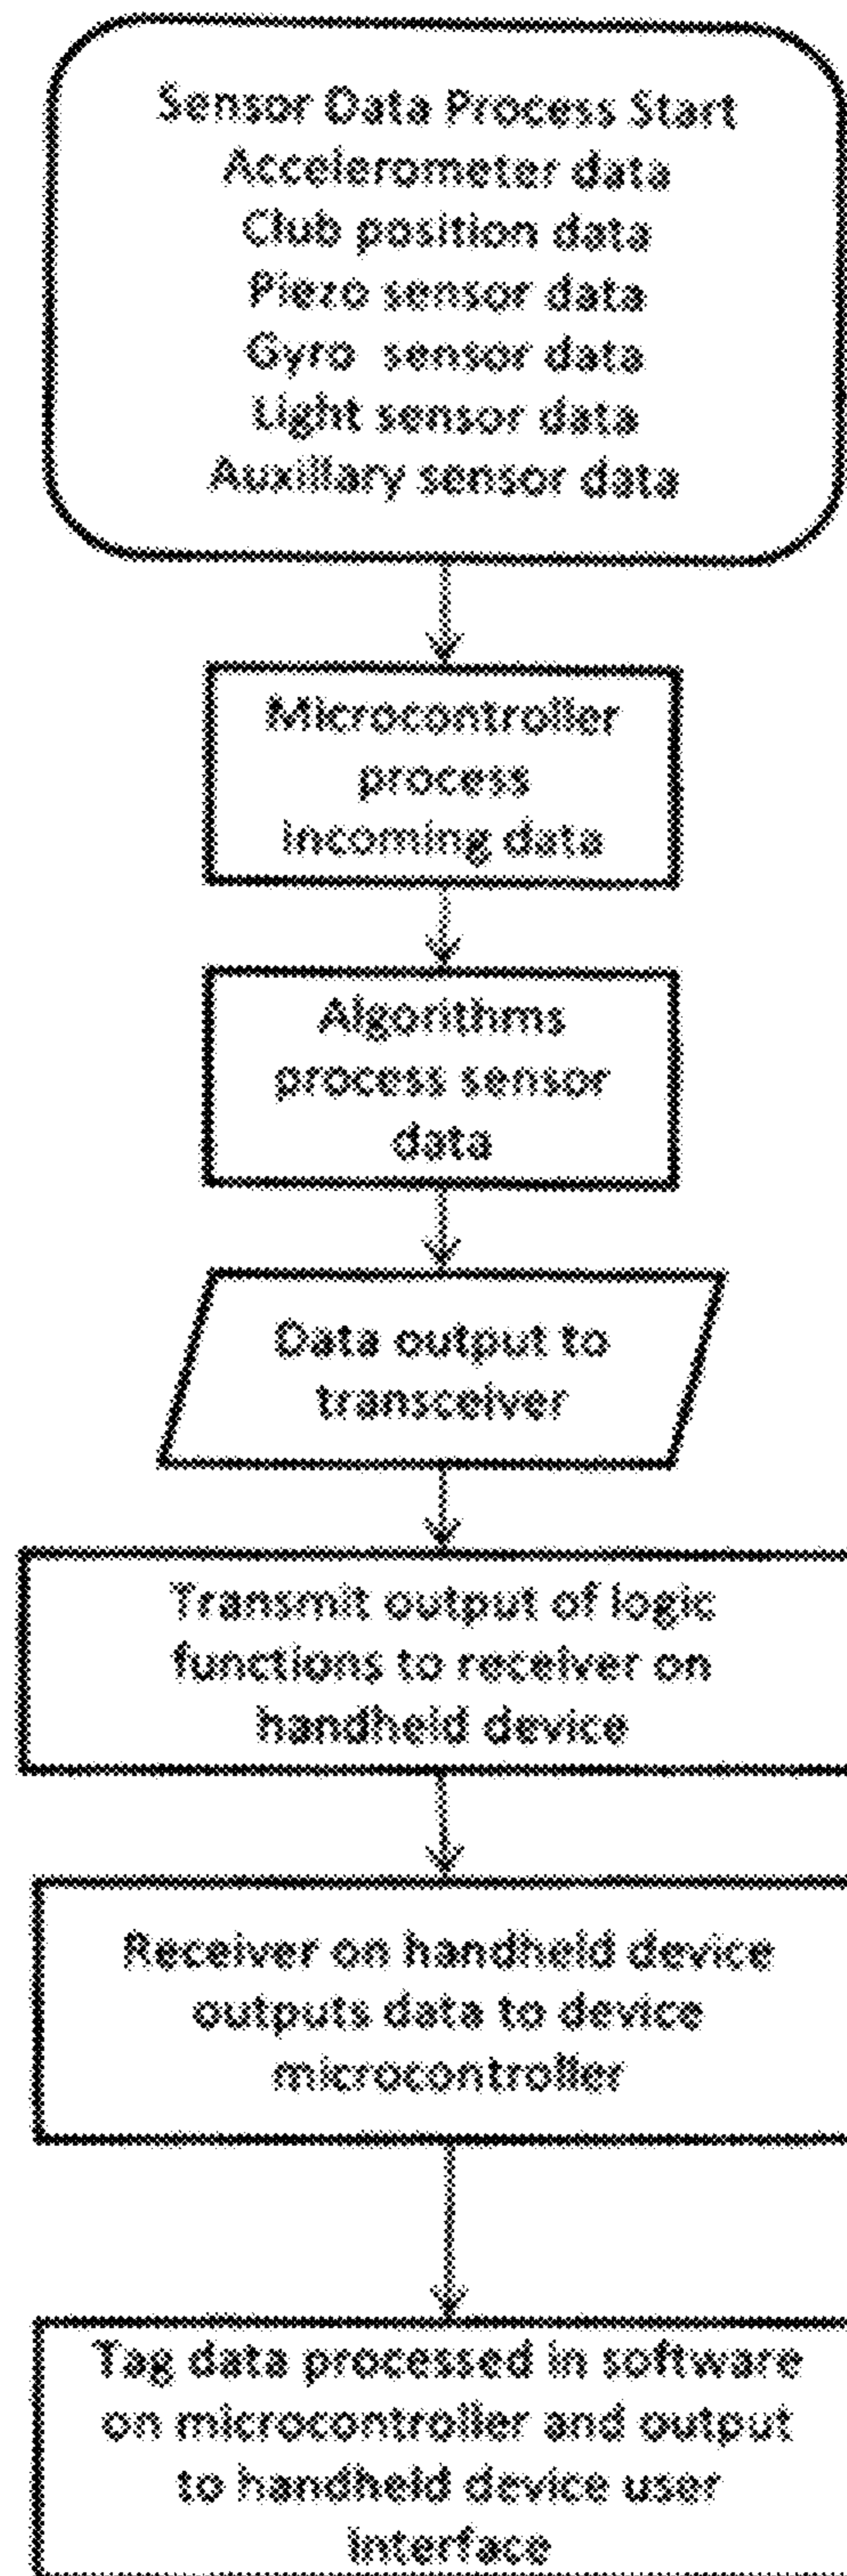 Sensor Data Process Start
Accelerometer data
Club position data
Piezo sensor data
Gyro sensor data
Light sensor data
Auxillary sensor data
Microcontroller
process
incoming data
Algorithms
process sensor
data
Data output to
transceiver
Transmit output of logic
functions to receiver on
handheld device
Receiver on handheld device
outputs data to device
microcontroller
Tag data processed in software
on microcontroller and output
to handheld device user
interface